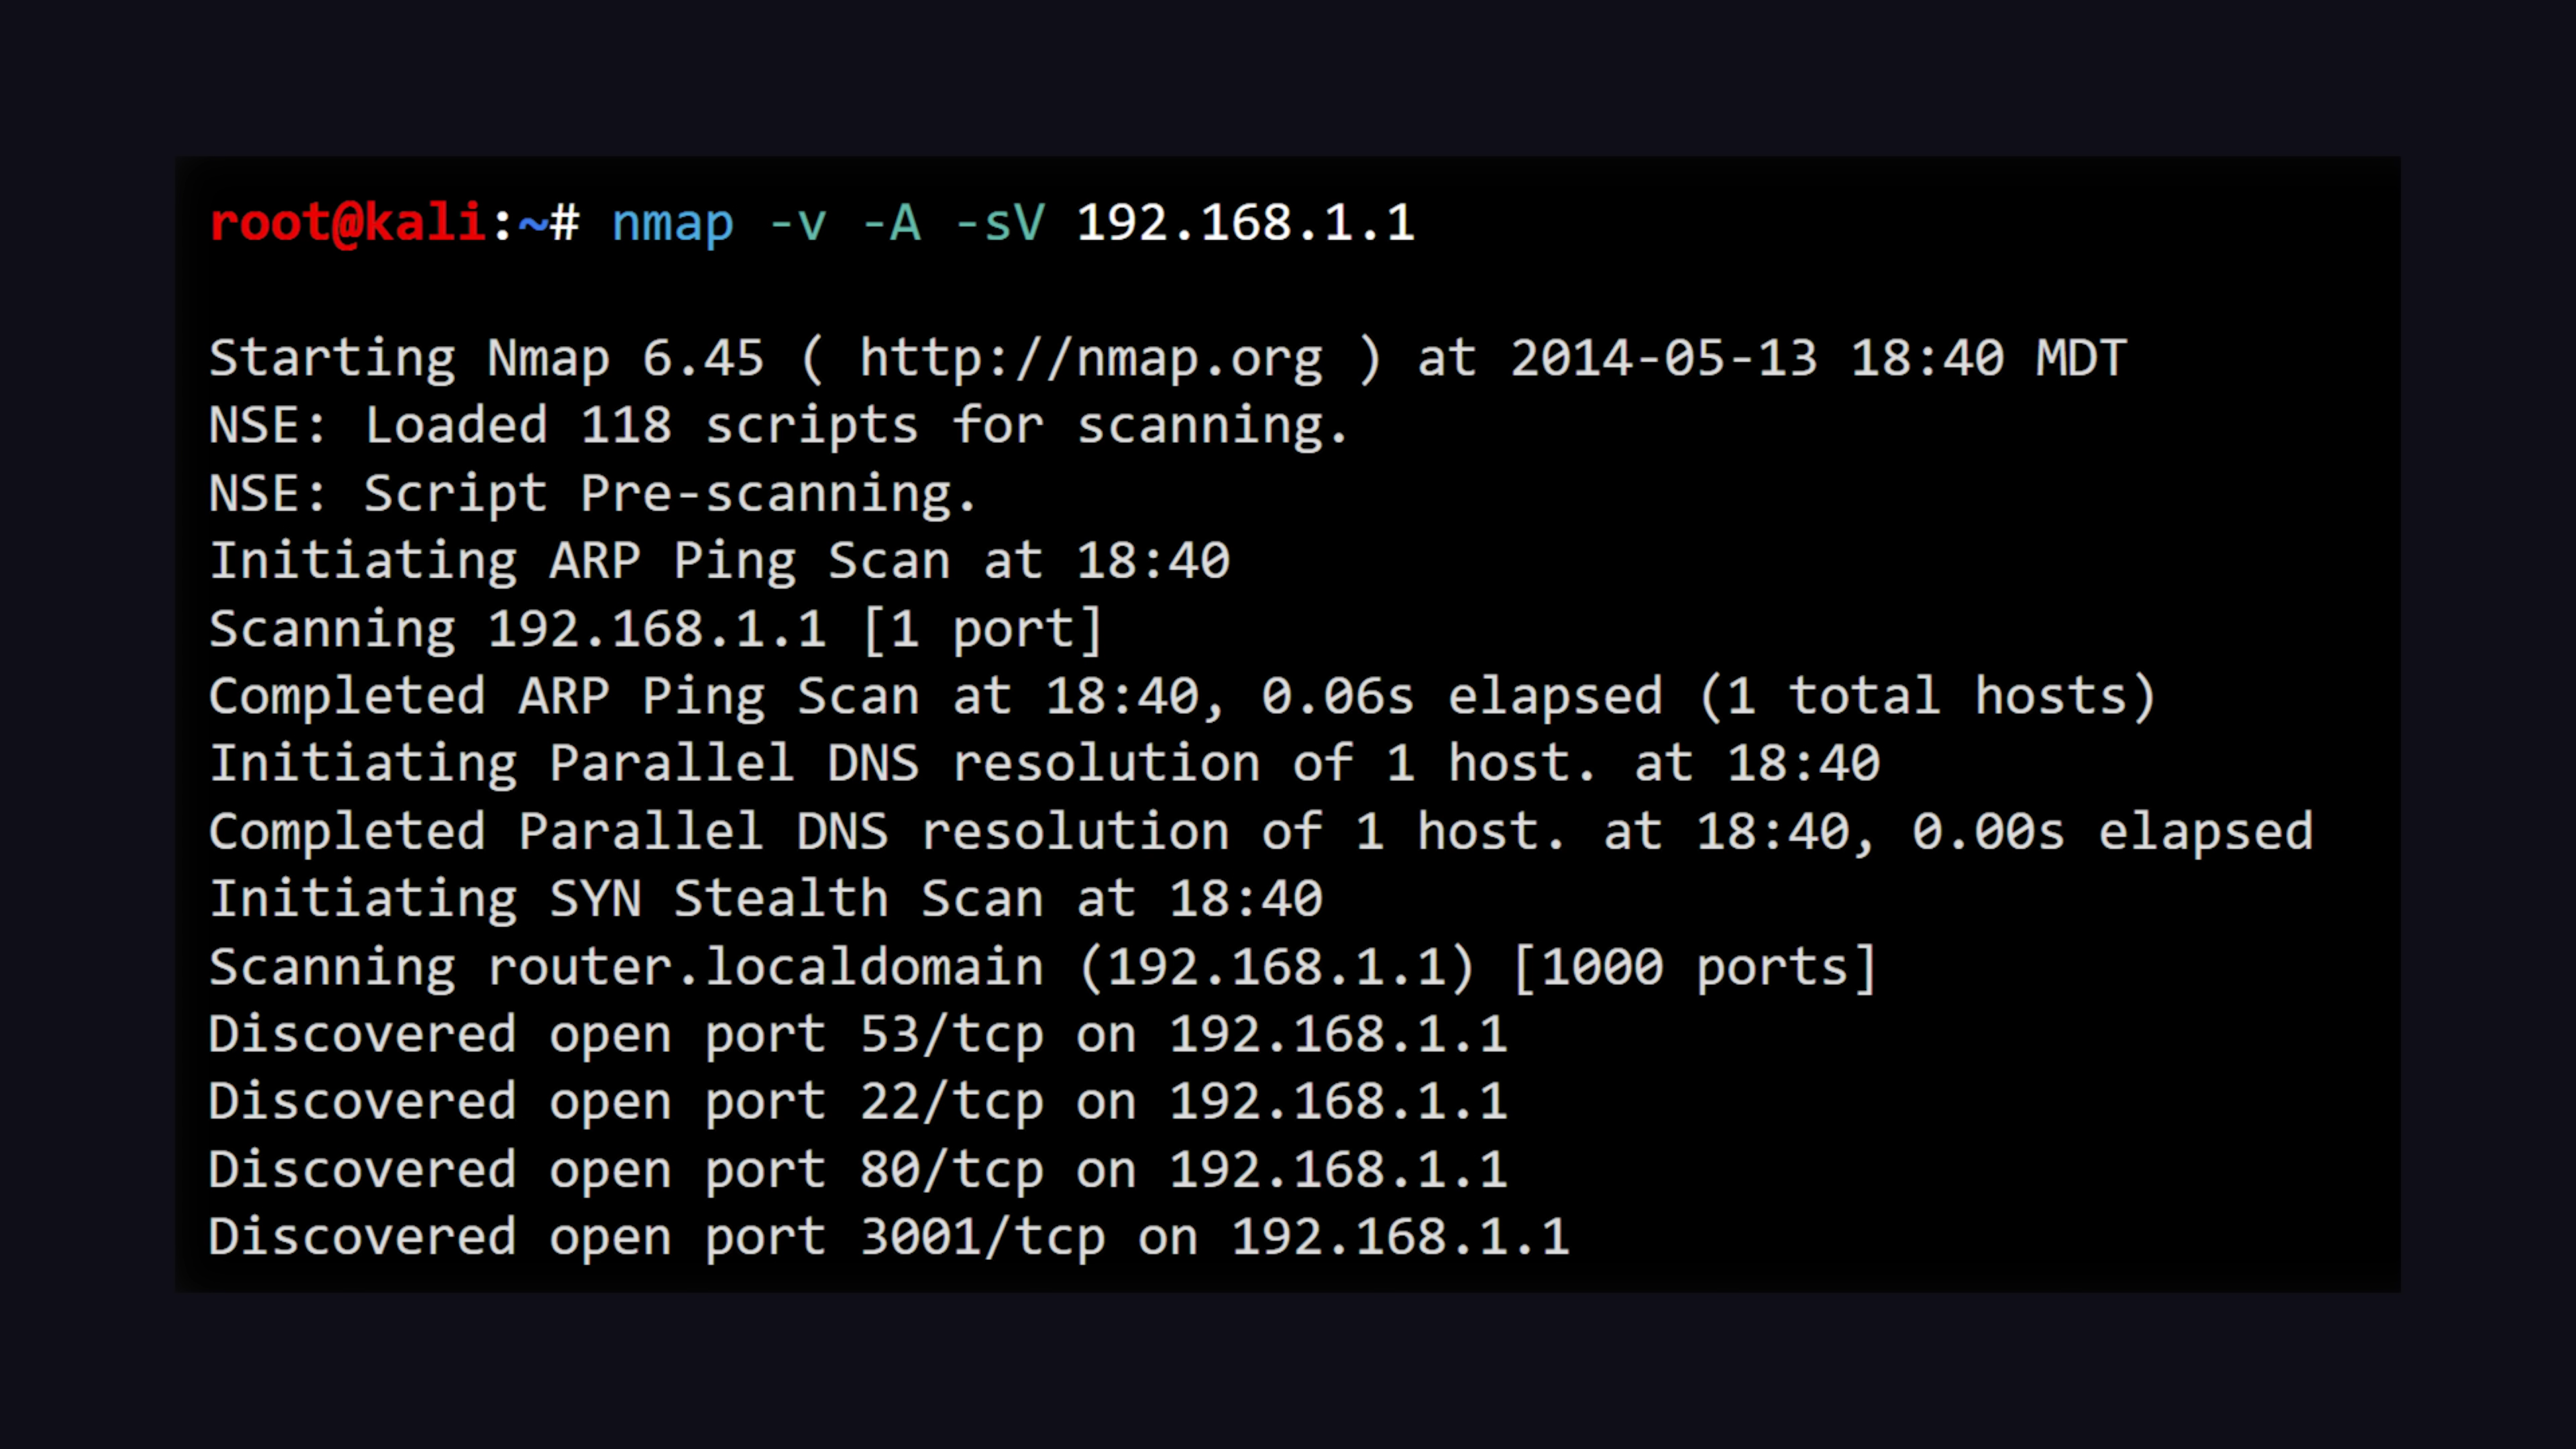 root@kali:~# nmap -v -A -sV 192.168.1.1
Starting Nmap 6.45 ( http://nmap.org ) at 2014-05-13 18:40 MDT
NSE: Loaded 118 scripts for scanning.
NSE: Script Pre-scanning.
Initiating ARP Ping Scan at 18:40
Scanning 192.168.1.1 [1 port]
Completed ARP Ping Scan at 18:40, 0.06s elapsed (1 total hosts)
Initiating Parallel DNS resolution of 1 host. at 18:40
Completed Parallel DNS resolution of 1 host. at 18:40, 0.00s elapsed
Initiating SYN Stealth Scan at 18:40
Scanning router.localdomain (192.168.1.1) [1000 ports]
Discovered open port 53/tcp on 192.168.1.1
Discovered open port 22/tcp on 192.168.1.1
Discovered open port 80/tcp on 192.168.1.1
Discovered open port 3001/tcp on 192.168.1.1